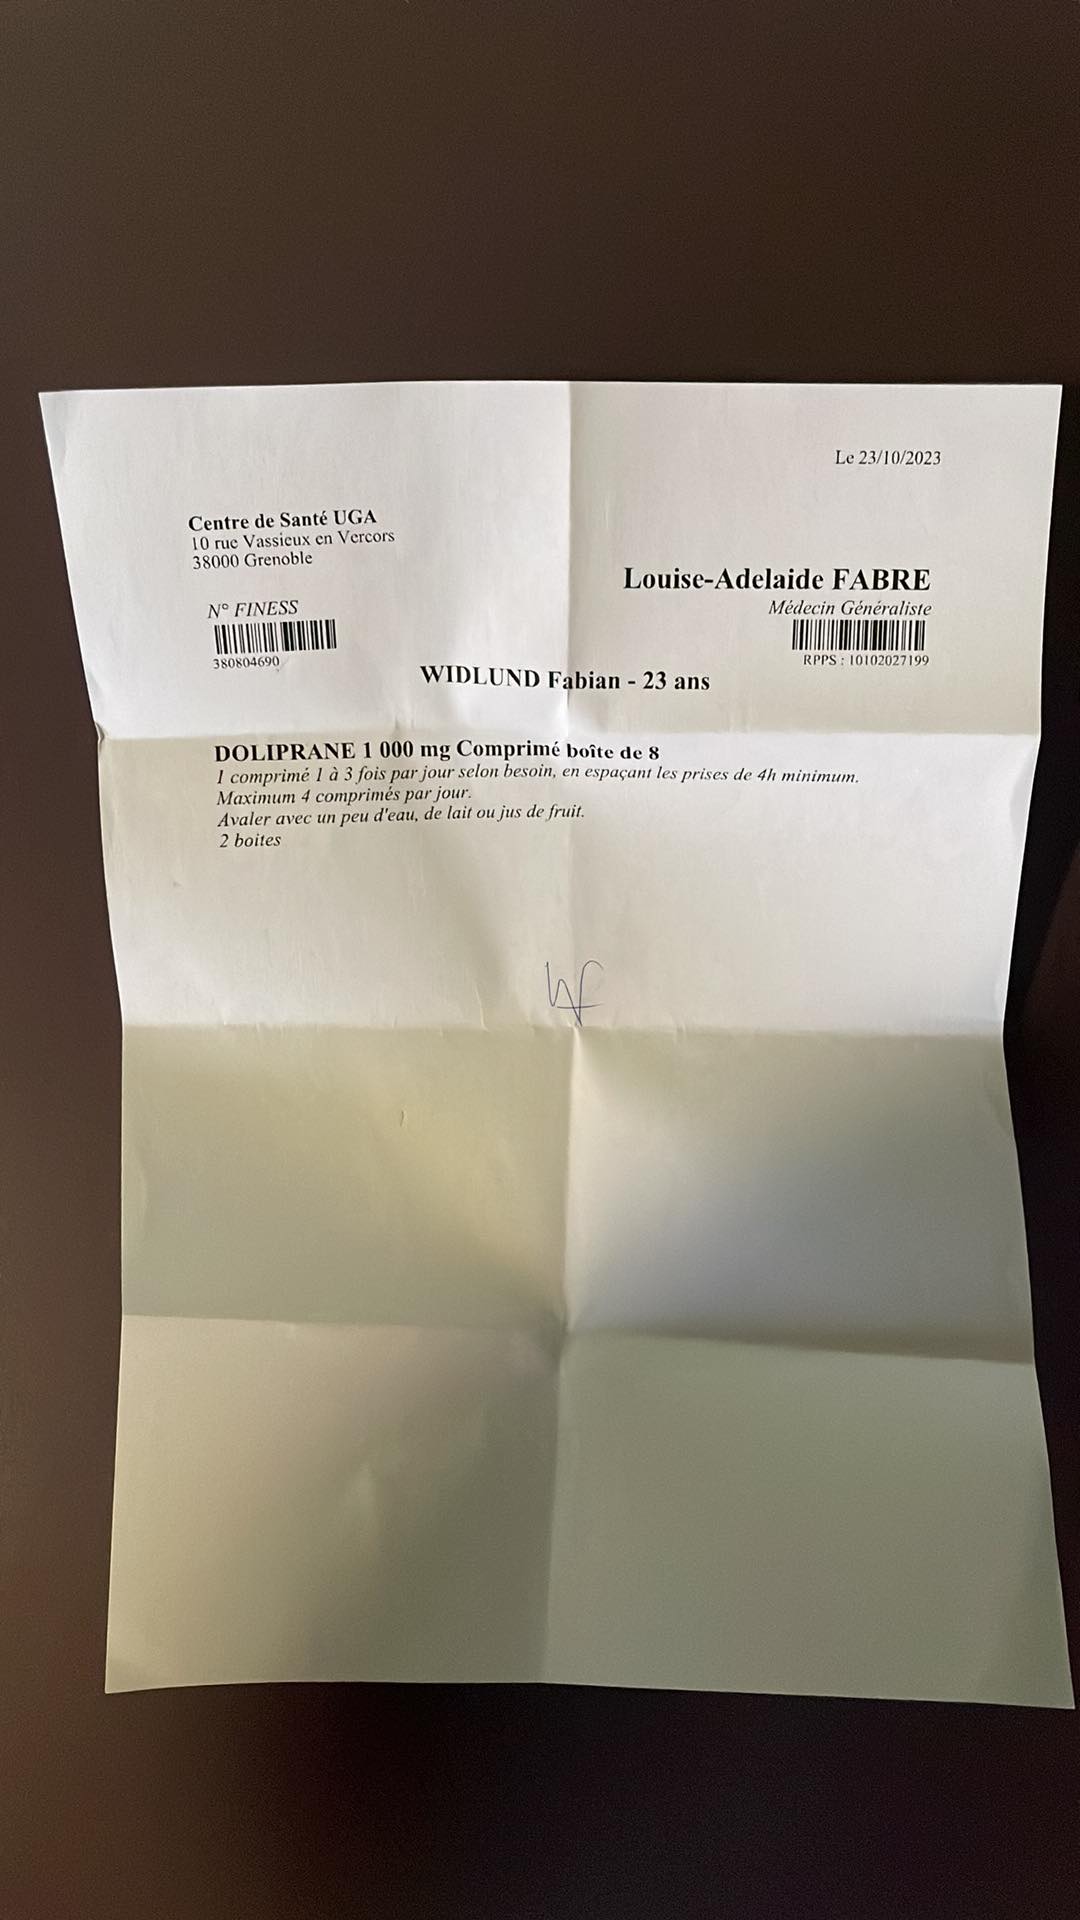 Le 23/10/2023
Centre de Santé UGA
10 rue Vassieux en Vercors
38000 Grenoble
Louise-Adelaide FABRE
Médecin Généraliste
N° FINESS
380804690
RPPS : 10102027199
WIDLUND Fabian - 23 ans
DOLIPRANE 1 000 mg Comprimé boîte de 8
1 comprimé 1 à 3 fois par jour selon besoin, en espaçant les prises de 4h minimum.
Maximum 4 comprimés par jour.
Avaler avec un peu d'eau, de lait ou jus de fruit.
2 boites